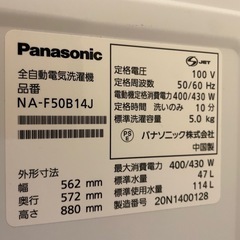 Panasonic
全自動電気洗濯機
品番
NA-F50B14J
外形寸法
幅 562 mm
奥行 572 mm
高さ 880 mm
S JET
定格電圧 100 V
定格周波数 50/60 Hz
電動機定格消費電力 400/430 W
定格時間 洗いのみ 10分
標準洗濯容量 5.0 kg
PS E
パナソニック株式会社
中国製
最大消費電力 400/430 W
標準水量 47 L
標準使用水量 114 L
製造番号 20N1400128